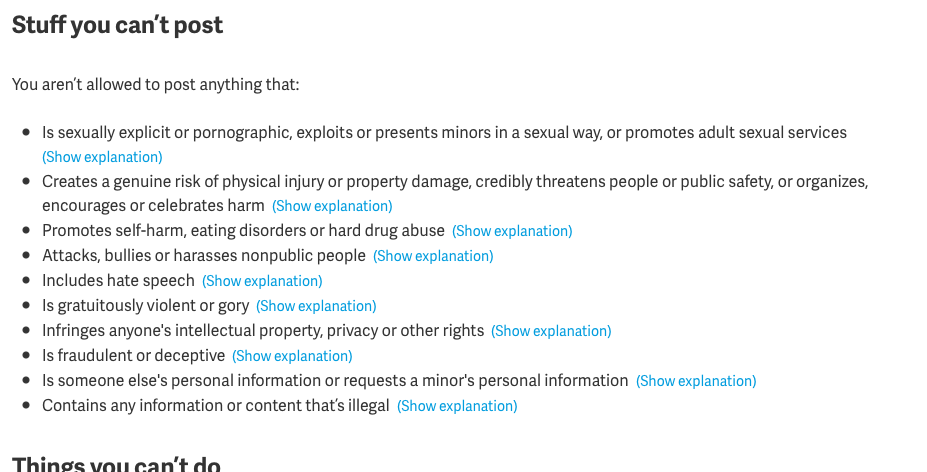 Stuff you can’t post
You aren’t allowed to post anything that:
Is sexually explicit or pornographic, exploits or presents minors in a sexual way, or promotes adult sexual services
(Show explanation)
Creates a genuine risk of physical injury or property damage, credibly threatens people or public safety, or organizes,
encourages or celebrates harm (Show explanation)
Promotes self-harm, eating disorders or hard drug abuse (Show explanation)
Attacks, bullies or harasses nonpublic people (Show explanation)
Includes hate speech (Show explanation)
Is gratuitously violent or gory (Show explanation)
Infringes anyone's intellectual property, privacy or other rights (Show explanation)
Is fraudulent or deceptive (Show explanation)
Is someone else's personal information or requests a minor's personal information (Show explanation)
Contains any information or content that’s illegal (Show explanation)
Things you can’t do